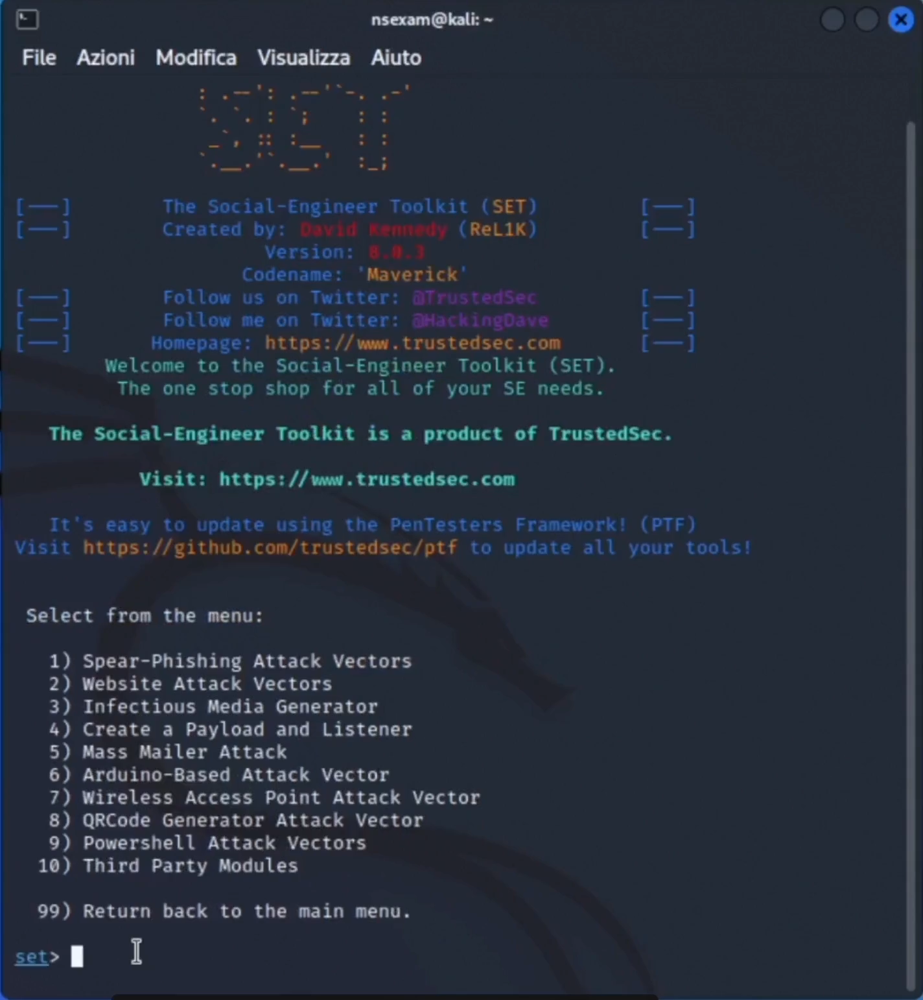 nsexam@kali: ~
File Azioni Modifica Visualizza Aiuto
[---] The Social-Engineer Toolkit (SET) [---]
[---] Created by: David Kennedy (ReL1K) [---]
Version: 8.0.3
Codename: 'Maverick'
[---] Follow us on Twitter: @TrustedSec [---]
[---] Follow me on Twitter: @HackingDave [---]
[---] Homepage: https://www.trustedsec.com [---]
Welcome to the Social-Engineer Toolkit (SET).
The one stop shop for all of your SE needs.
The Social-Engineer Toolkit is a product of TrustedSec.
Visit: https://www.trustedsec.com
It's easy to update using the PenTesters Framework! (PTF)
Visit https://github.com/trustedsec/ptf to update all your tools!
Select from the menu:
1) Spear-Phishing Attack Vectors
2) Website Attack Vectors
3) Infectious Media Generator
4) Create a Payload and Listener
5) Mass Mailer Attack
6) Arduino-Based Attack Vector
7) Wireless Access Point Attack Vector
8) QRCode Generator Attack Vector
9) Powershell Attack Vectors
10) Third Party Modules
99) Return back to the main menu.
set>